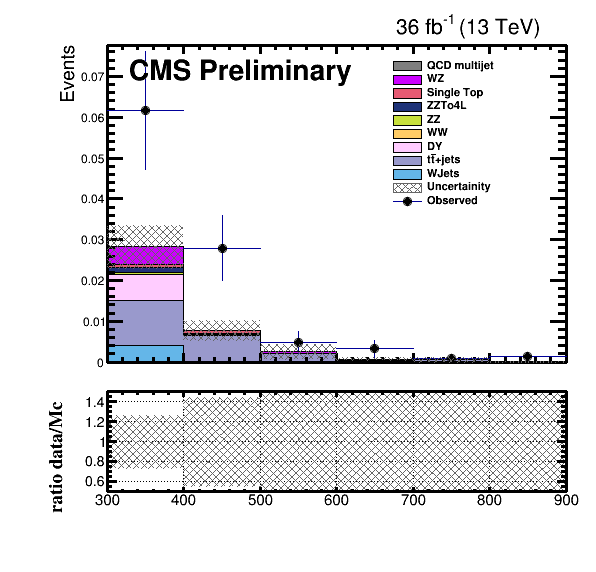 36 fb⁻¹ (13 TeV)
Events
CMS Preliminary
QCD multijet
WZ
Single Top
ZZTo4L
ZZ
WW
DY
tt̄+jets
WJets
Uncertainity
Observed
0.07
0.06
0.05
0.04
0.03
0.02
0.01
0
ratio data/Mc
1.4
1.2
1
0.8
0.6
300 400 500 600 700 800 900